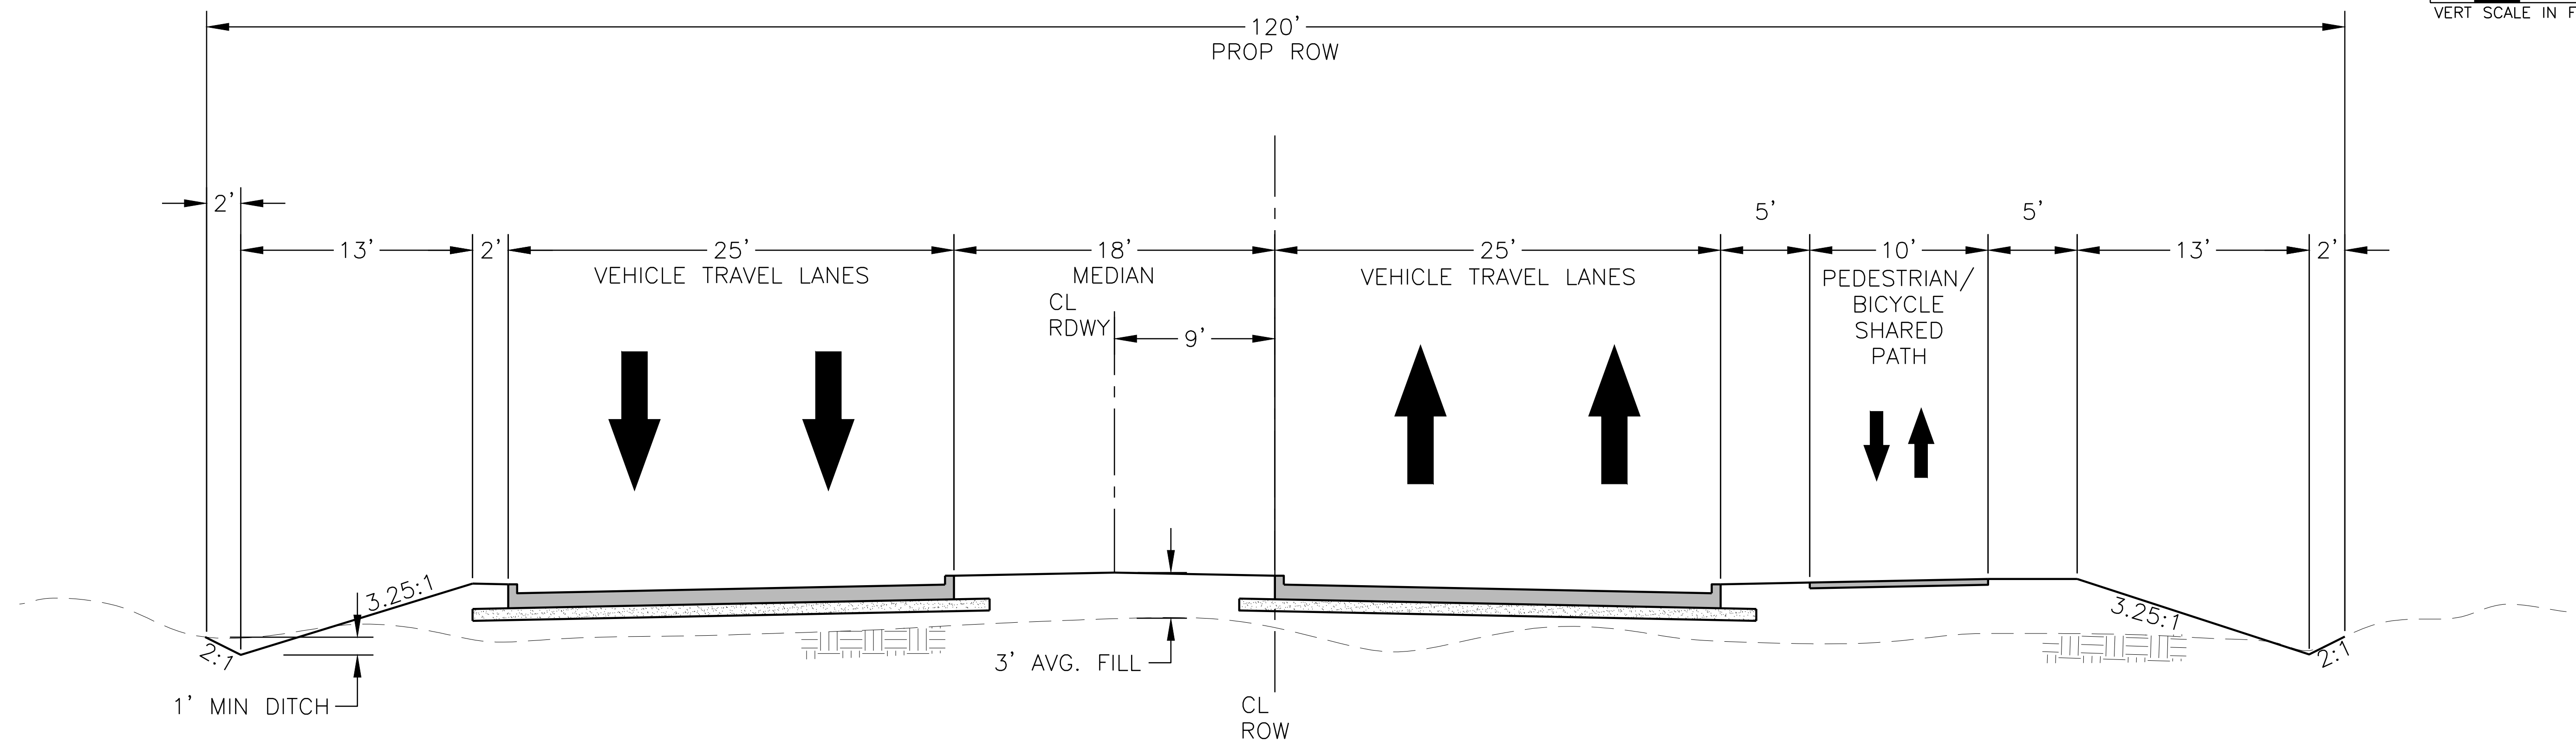 VERT SCALE IN F
120'
PROP ROW
2'
5'
5'
13'
2'
25'
18'
25'
10'
13'
2'
VEHICLE TRAVEL LANES
MEDIAN
VEHICLE TRAVEL LANES
PEDESTRIAN/
BICYCLE
SHARED
PATH
CL
RDWY
9'
3.25:1
3.25:1
2:1
2:1
3' AVG. FILL
1' MIN DITCH
CL
ROW